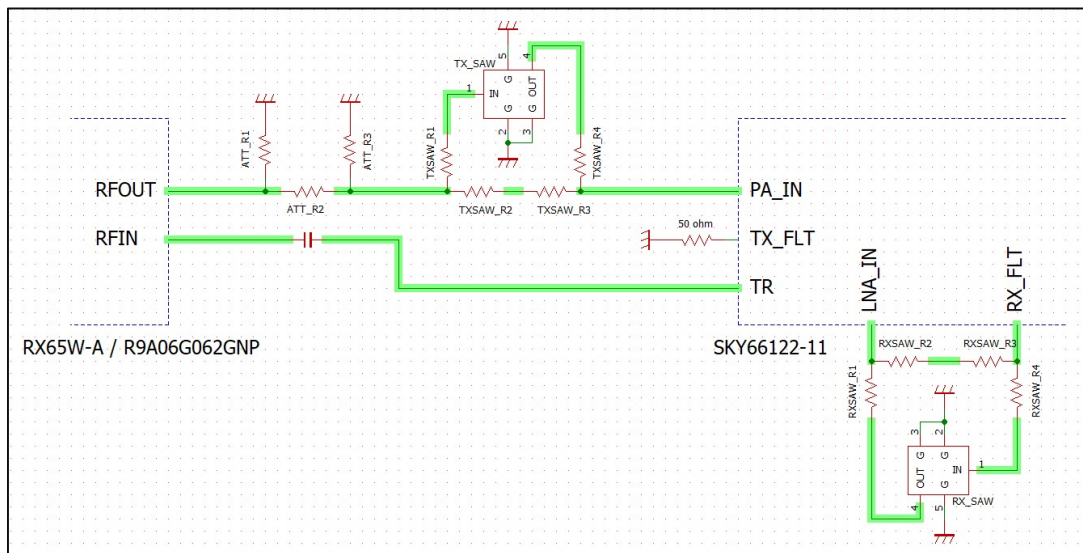 5
4
TX_SAW
G
OUT
1
IN
G
G
2
3
ATT_R1
ATT_R3
TXSAW_R1
TXSAW_R4
RFOUT
PA_IN
ATT_R2
TXSAW_R2
TXSAW_R3
50 ohm
RFIN
TX_FLT
TR
LNA_IN
RX_FLT
RX65W-A / R9A06G062GNP
SKY66122-11
RXSAW_R2
RXSAW_R3
RXSAW_R1
RXSAW_R4
3
2
G
G
IN
1
OUT
G
4
5
RX_SAW